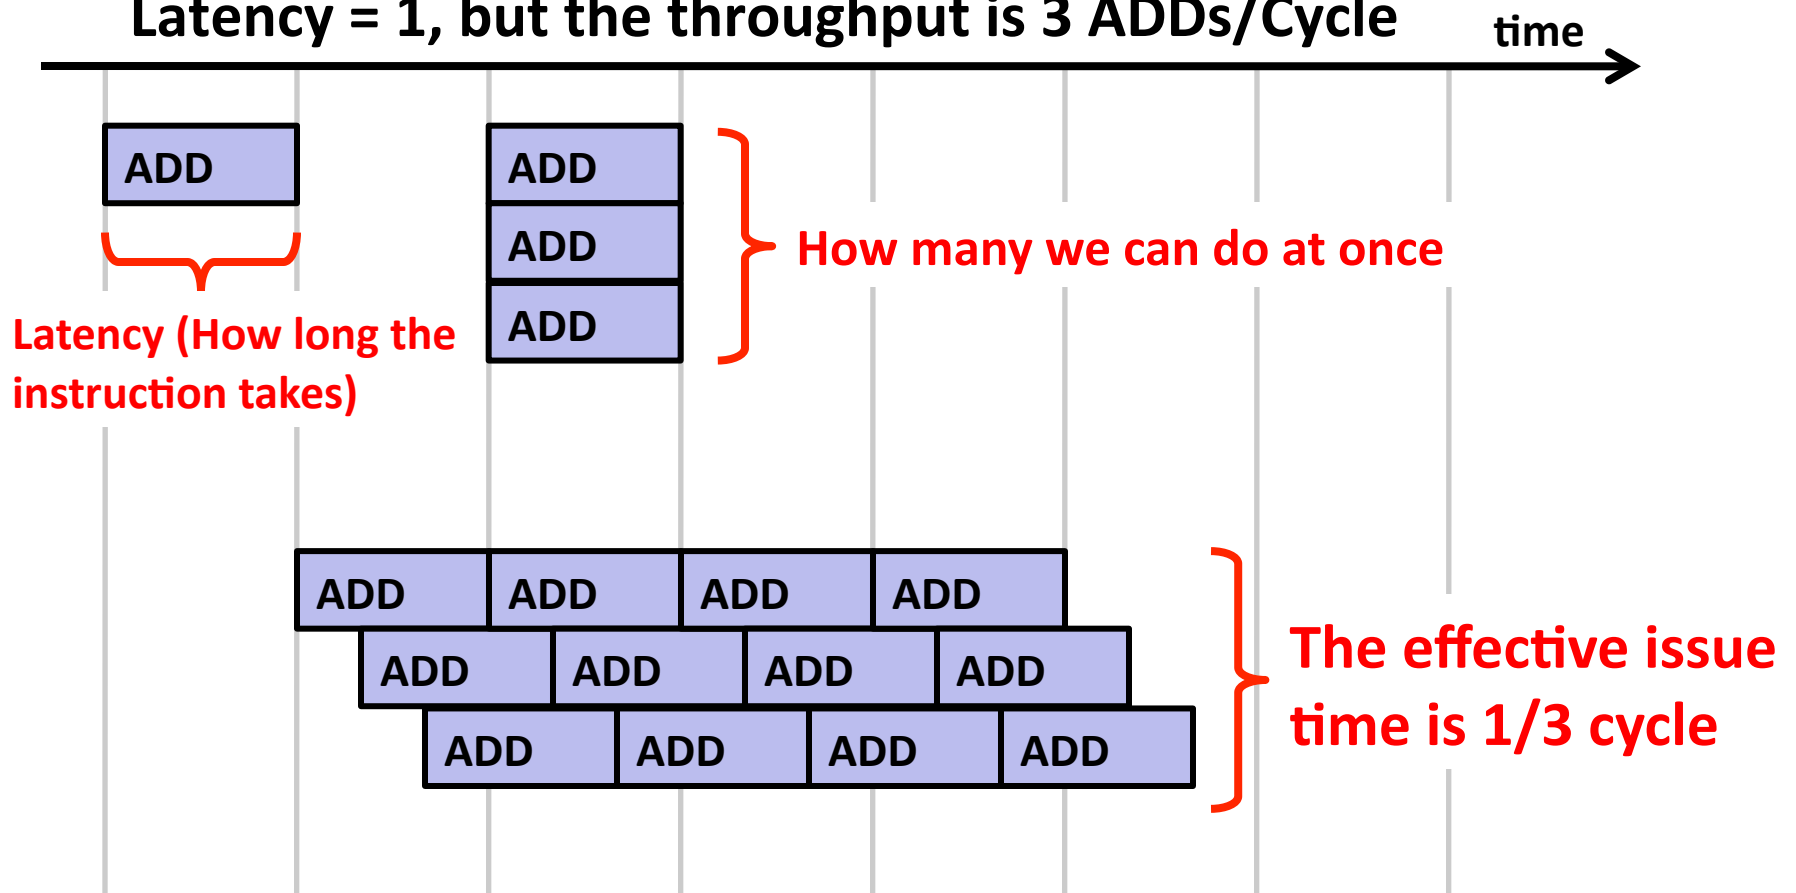 Latency = 1, but the throughput is 3 ADDs/Cycle
time
ADD
ADD
ADD
ADD
How many we can do at once
Latency (How long the
instruction takes)
ADD ADD ADD ADD
ADD ADD ADD ADD
ADD ADD ADD ADD
The effective issue
time is 1/3 cycle